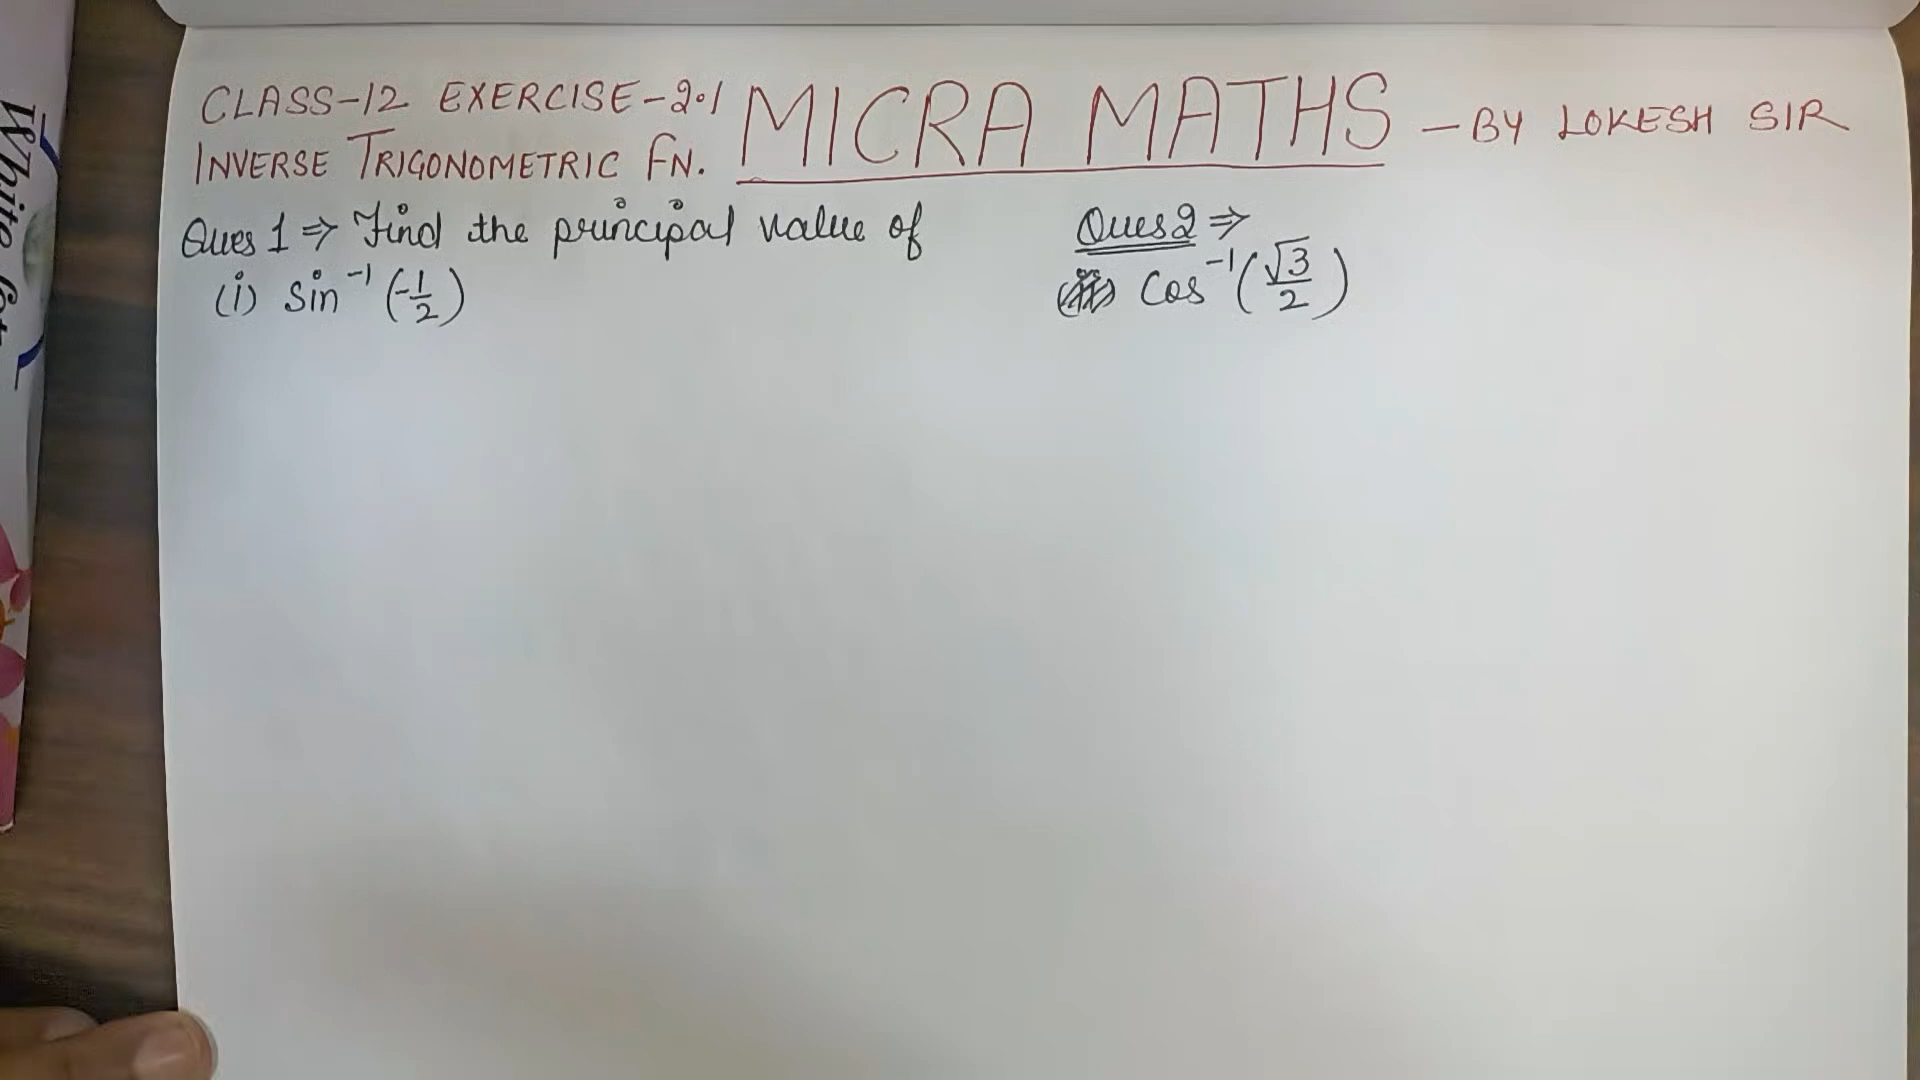 CLASS-12 EXERCISE-2.1
INVERSE TRIGONOMETRIC FN.
MICRA MATHS - BY LOKESH SIR
Ques 1 ⇒ Find the principal value of
(i) sin⁻¹ (-1/2)
Ques 2 ⇒
Cos⁻¹ (√3/2)
White